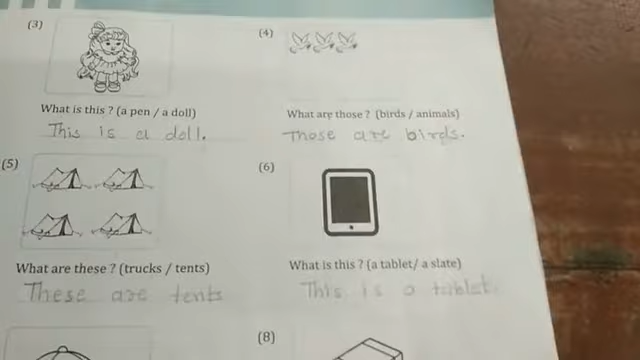 (3)
(4)
What is this ? (a pen / a doll)
What are those ? (birds / animals)
This is a doll.
Those are birds.
(5)
(6)
What are these ? (trucks / tents)
What is this ? (a tablet/ a slate)
These are tents
This is a tablet.
(8)